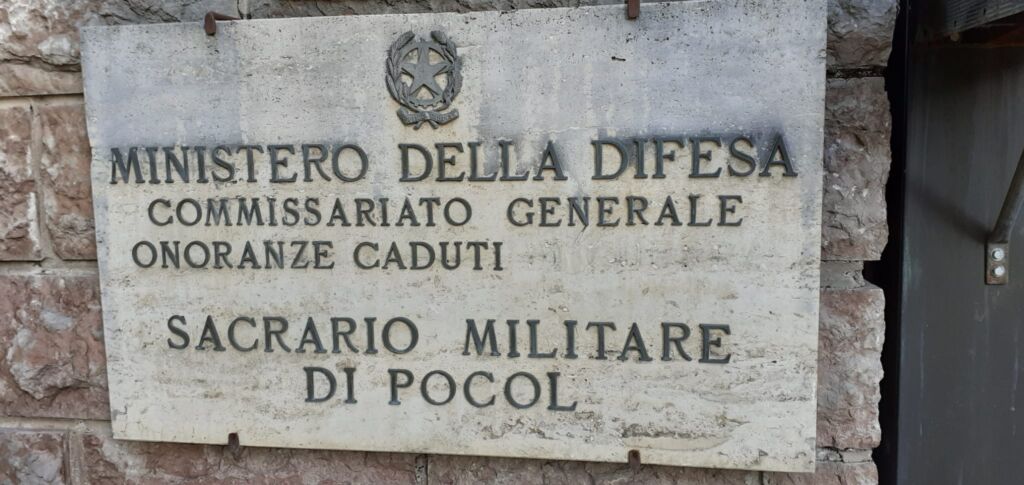 MINISTERO DELLA DIFESA
COMMISSARIATO GENERALE
ONORANZE CADUTI
SACRARIO MILITARE
DI POCOL